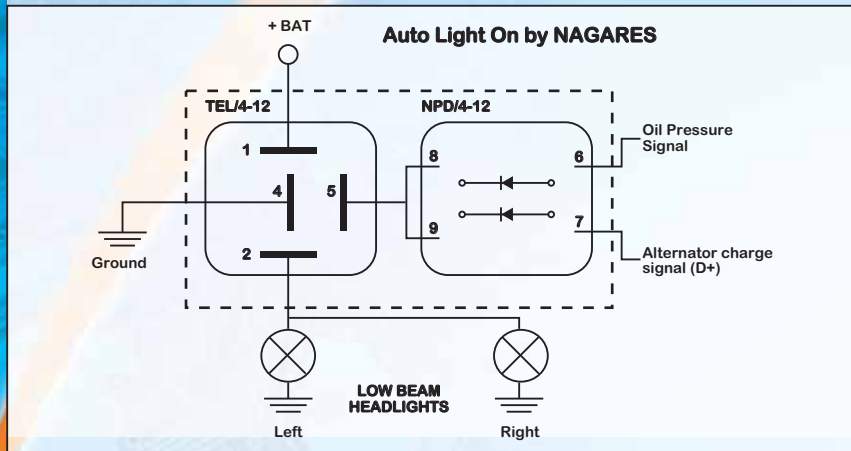 + BAT
Auto Light On by NAGARES
TEL/4-12
NPD/4-12
1
4
5
2
8
9
6
7
Oil Pressure
Signal
Alternator charge
signal (D+)
Ground
LOW BEAM
HEADLIGHTS
Left
Right